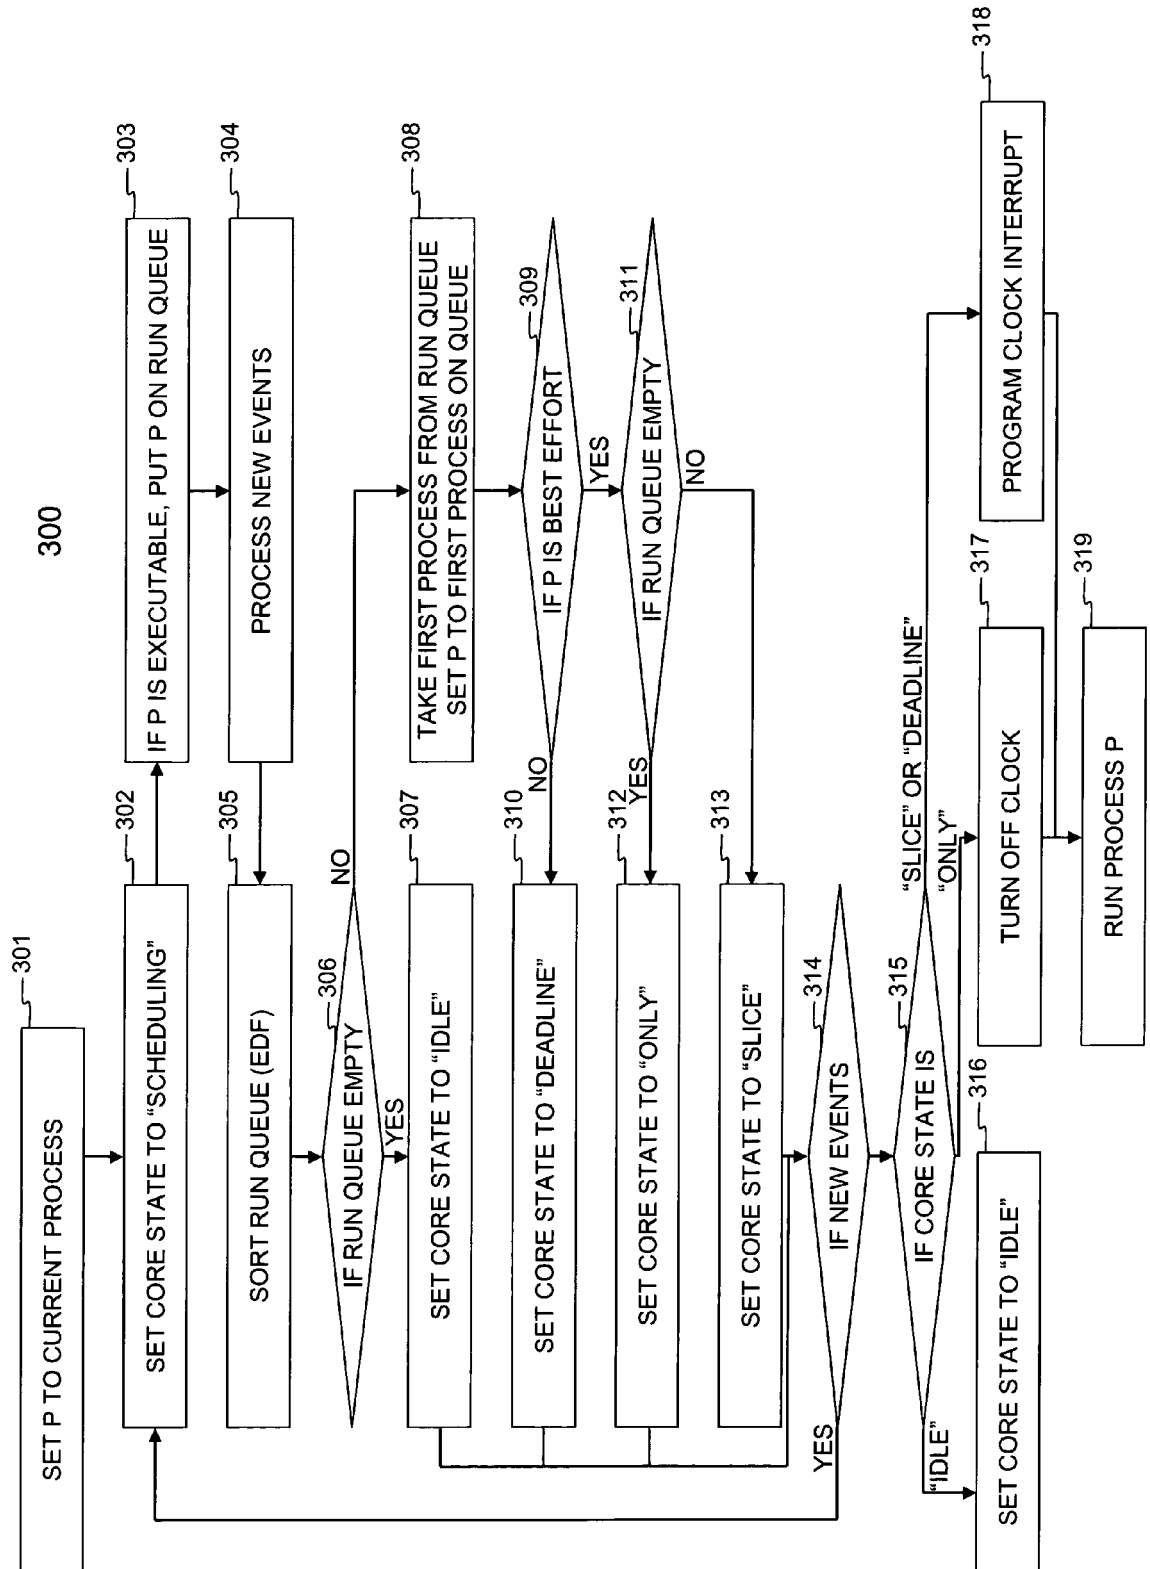 300
301
SET P TO CURRENT PROCESS
302
SET CORE STATE TO “SCHEDULING”
303
IF P IS EXECUTABLE, PUT P ON RUN QUEUE
304
PROCESS NEW EVENTS
305
SORT RUN QUEUE (EDF)
306
IF RUN QUEUE EMPTY
NO
YES
307
SET CORE STATE TO “IDLE”
308
TAKE FIRST PROCESS FROM RUN QUEUE
SET P TO FIRST PROCESS ON QUEUE
309
IF P IS BEST EFFORT
NO
YES
310
SET CORE STATE TO “DEADLINE”
311
IF RUN QUEUE EMPTY
YES
NO
312
SET CORE STATE TO “ONLY”
313
SET CORE STATE TO “SLICE”
314
IF NEW EVENTS
YES
315
IF CORE STATE IS
“IDLE”
“SLICE” OR “DEADLINE”
“ONLY”
316
SET CORE STATE TO “IDLE”
317
TURN OFF CLOCK
318
PROGRAM CLOCK INTERRUPT
319
RUN PROCESS P